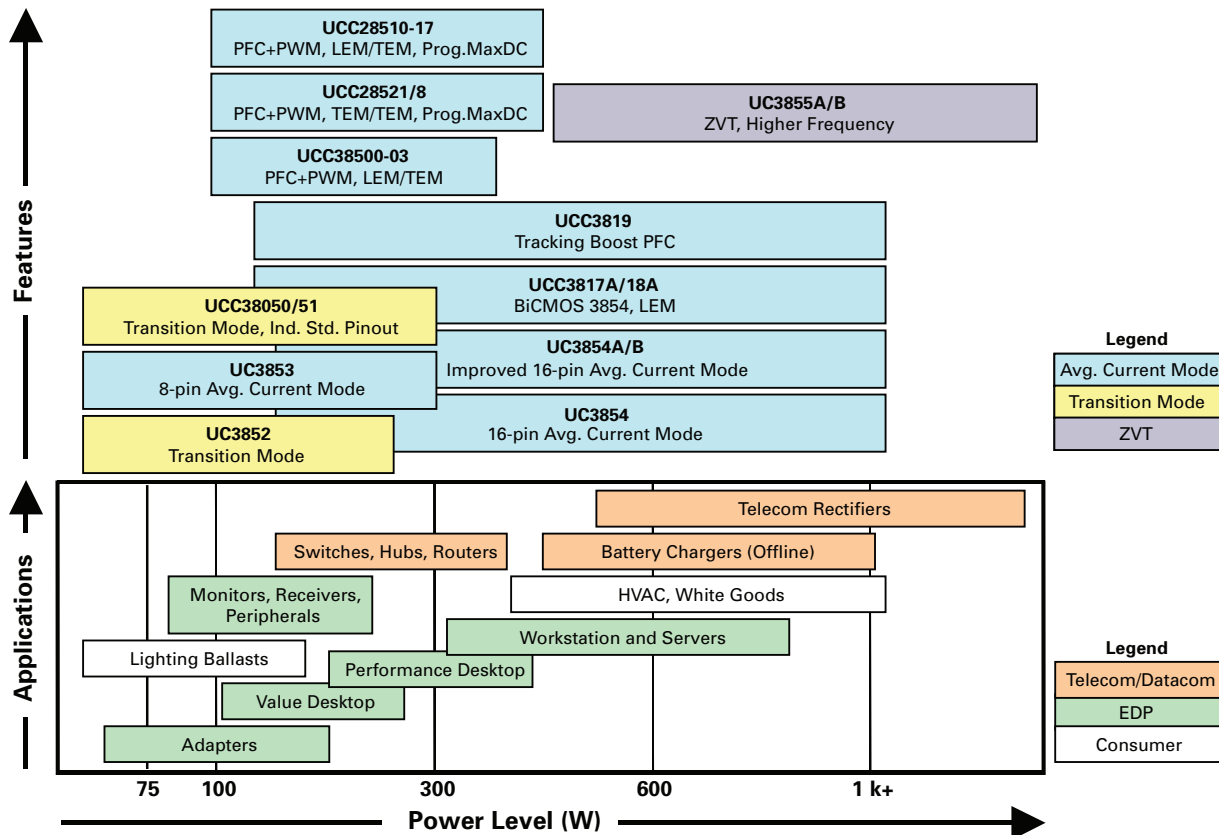 Features
UCC28510-17
PFC+PWM, LEM/TEM, Prog.MaxDC
UCC28521/8
PFC+PWM, TEM/TEM, Prog.MaxDC
UC3855A/B
ZVT, Higher Frequency
UCC38500-03
PFC+PWM, LEM/TEM
UCC3819
Tracking Boost PFC
UCC3817A/18A
BiCMOS 3854, LEM
UCC38050/51
Transition Mode, Ind. Std. Pinout
UC3854A/B
Improved 16-pin Avg. Current Mode
UC3853
8-pin Avg. Current Mode
UC3854
16-pin Avg. Current Mode
UC3852
Transition Mode
Legend
Avg. Current Mode
Transition Mode
ZVT
Applications
Telecom Rectifiers
Switches, Hubs, Routers
Battery Chargers (Offline)
Monitors, Receivers,
Peripherals
HVAC, White Goods
Workstation and Servers
Lighting Ballasts
Performance Desktop
Value Desktop
Adapters
Legend
Telecom/Datacom
EDP
Consumer
75
100
300
600
1 k+
Power Level (W)